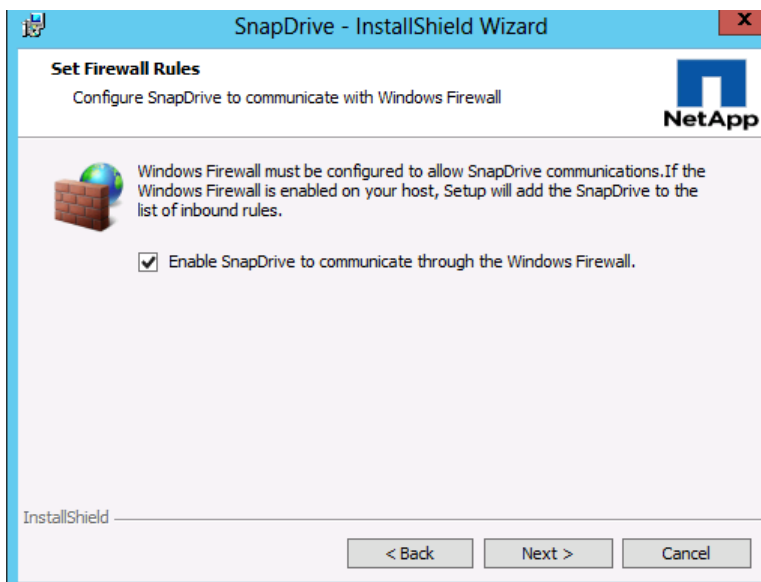 SnapDrive - InstallShield Wizard
x
Set Firewall Rules
Configure SnapDrive to communicate with Windows Firewall
NetApp
Windows Firewall must be configured to allow SnapDrive communications.If the
Windows Firewall is enabled on your host, Setup will add the SnapDrive to the
list of inbound rules.
Enable SnapDrive to communicate through the Windows Firewall.
InstallShield
< Back
Next >
Cancel